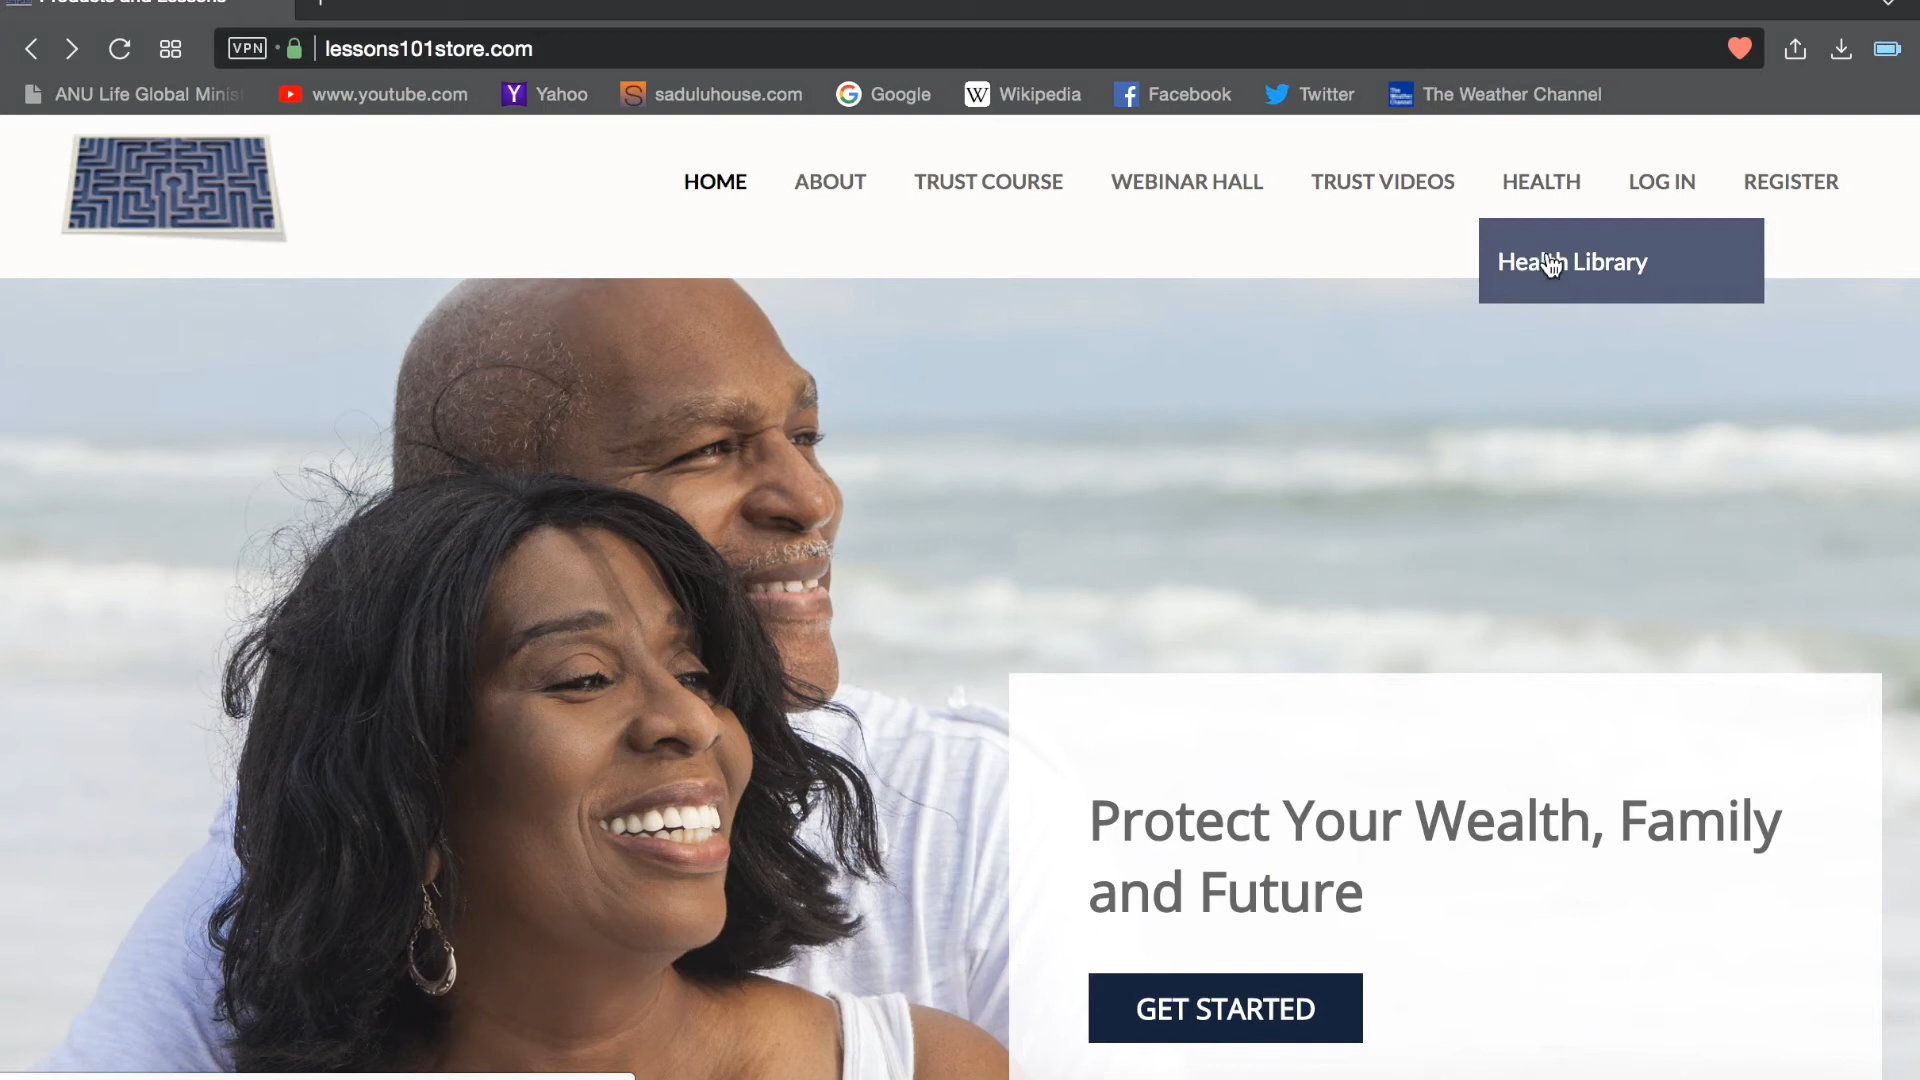 Products and Lessons
VPN lessons101store.com
ANU Life Global Minis www.youtube.com Yahoo saduluhouse.com Google Wikipedia Facebook Twitter The Weather Channel
HOME ABOUT TRUST COURSE WEBINAR HALL TRUST VIDEOS HEALTH LOG IN REGISTER
Health Library
Protect Your Wealth, Family
and Future
GET STARTED